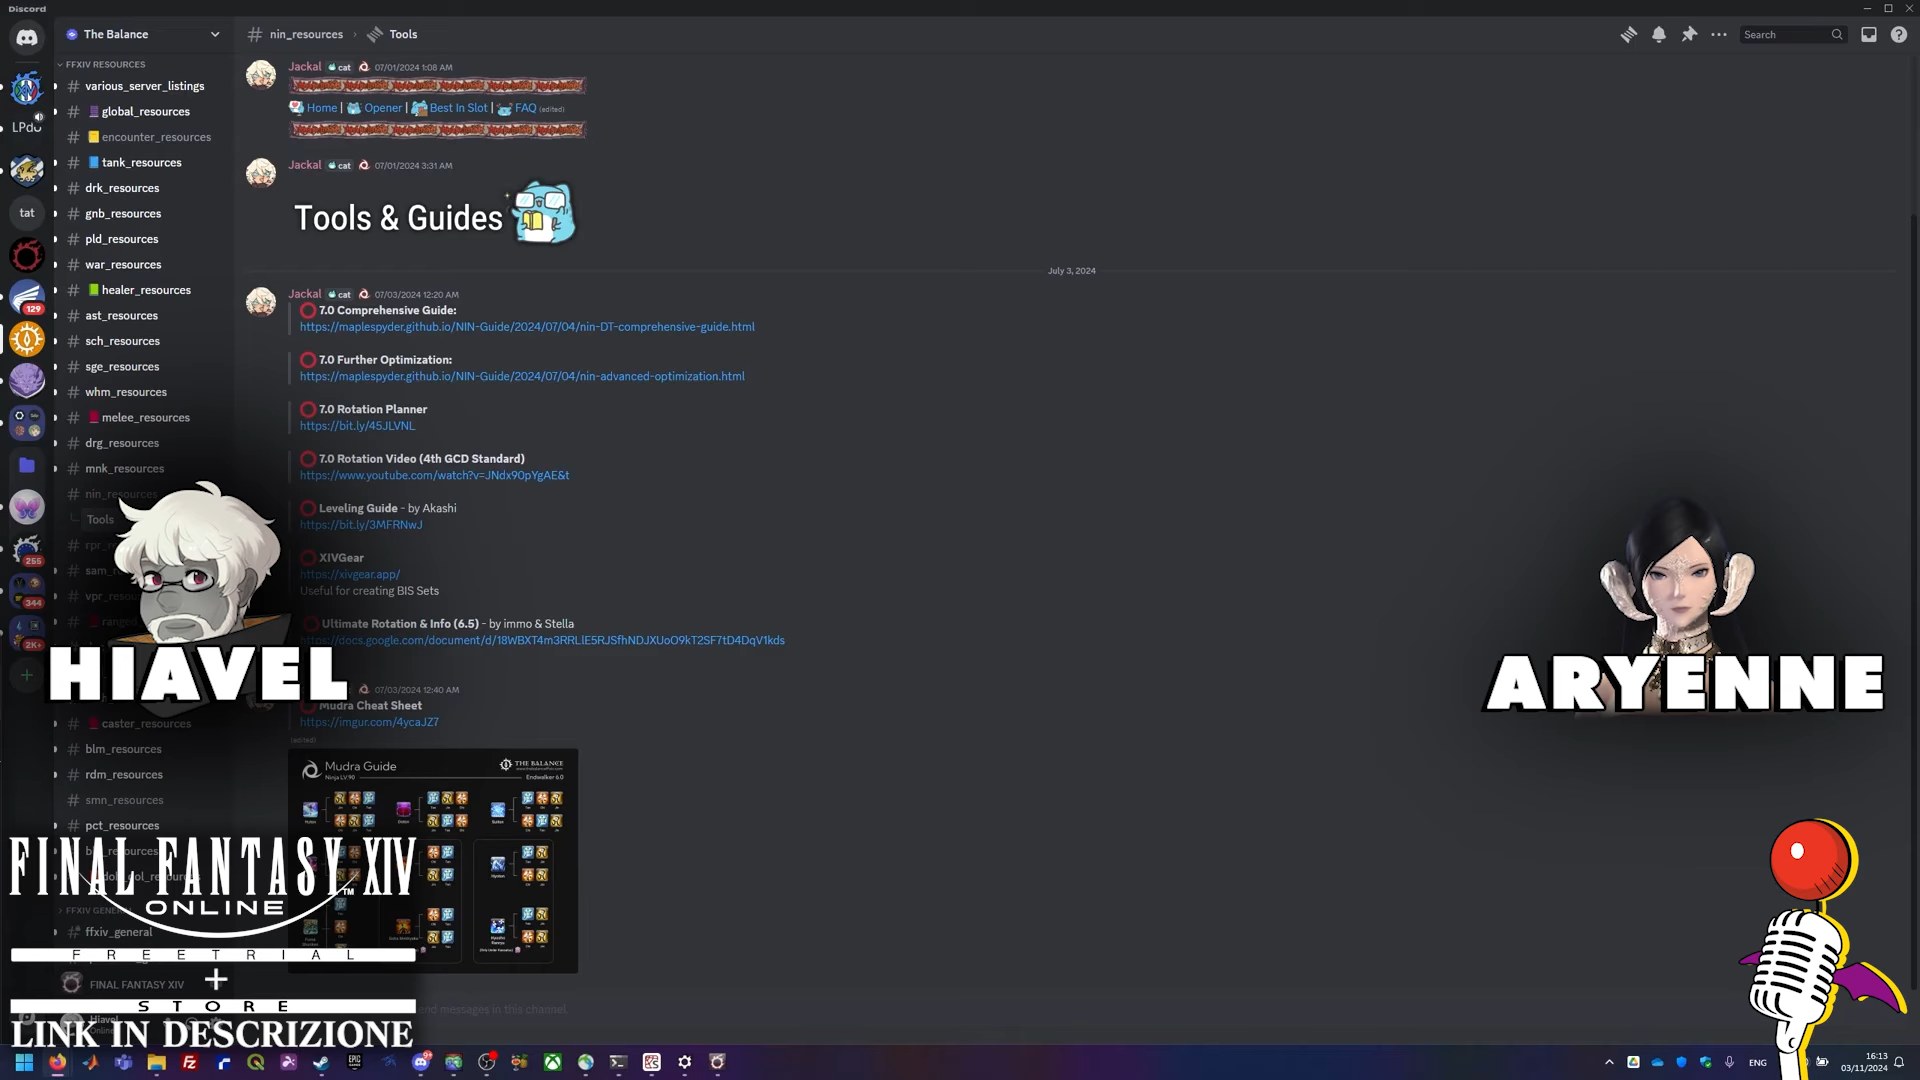 Discord
The Balance
# nin_resources › Tools
Search
FFXIV RESOURCES
various_server_listings
global_resources
encounter_resources
tank_resources
drk_resources
gnb_resources
pld_resources
war_resources
healer_resources
ast_resources
sch_resources
sge_resources
whm_resources
melee_resources
drg_resources
mnk_resources
nin_resources
Tools
caster_resources
blm_resources
rdm_resources
smn_resources
pct_resources
ffxiv_general
FINAL FANTASY XIV
LPdo
tat
129
255
344
2K+
Jackal cat 07/01/2024 1:08 AM
Home | Opener | Best In Slot | FAQ (edited)
Jackal cat 07/01/2024 3:31 AM
Tools & Guides
July 3, 2024
Jackal cat 07/03/2024 12:20 AM
7.0 Comprehensive Guide:
https://maplespyder.github.io/NIN-Guide/2024/07/04/nin-DT-comprehensive-guide.html
7.0 Further Optimization:
https://maplespyder.github.io/NIN-Guide/2024/07/04/nin-advanced-optimization.html
7.0 Rotation Planner
https://bit.ly/45JLVNL
7.0 Rotation Video (4th GCD Standard)
https://www.youtube.com/watch?v=JNdx90pYgAE&t
Leveling Guide - by Akashi
https://bit.ly/3MFRNwJ
XIVGear
https://xivgear.app/
Useful for creating BIS Sets
Ultimate Rotation & Info (6.5) - by immo & Stella
https://docs.google.com/document/d/18WBXT4m3RRLlE5RJSfhNDJXUoO9kT2SF7tD4DqV1kds
07/03/2024 12:40 AM
Mudra Cheat Sheet
https://imgur.com/4ycaJZ7
(edited)
Mudra Guide
Ninja LV.90
THE BALANCE
Endwalker 6.0
send messages in this channel.
HIAVEL
ARYENNE
FINAL FANTASY XIV
ONLINE
FREE TRIAL
+
STORE
LINK IN DESCRIZIONE
ENG
16:13
03/11/2024